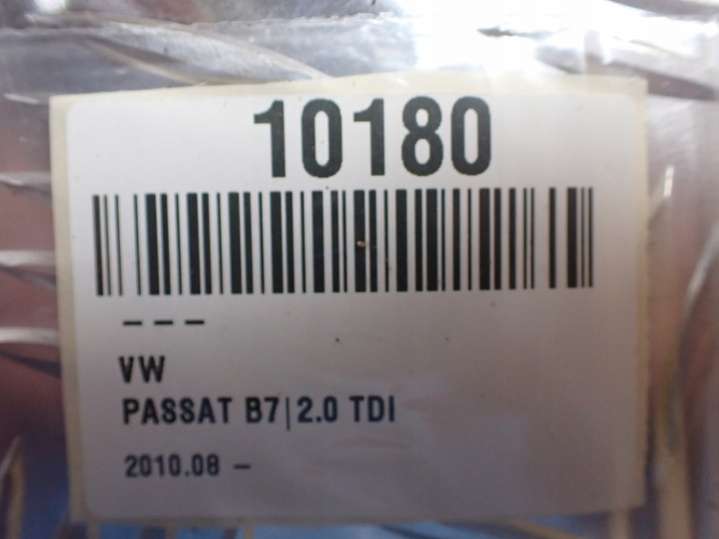 10180
– – –
VW
PASSAT B7|2.0 TDI
2010.08 –